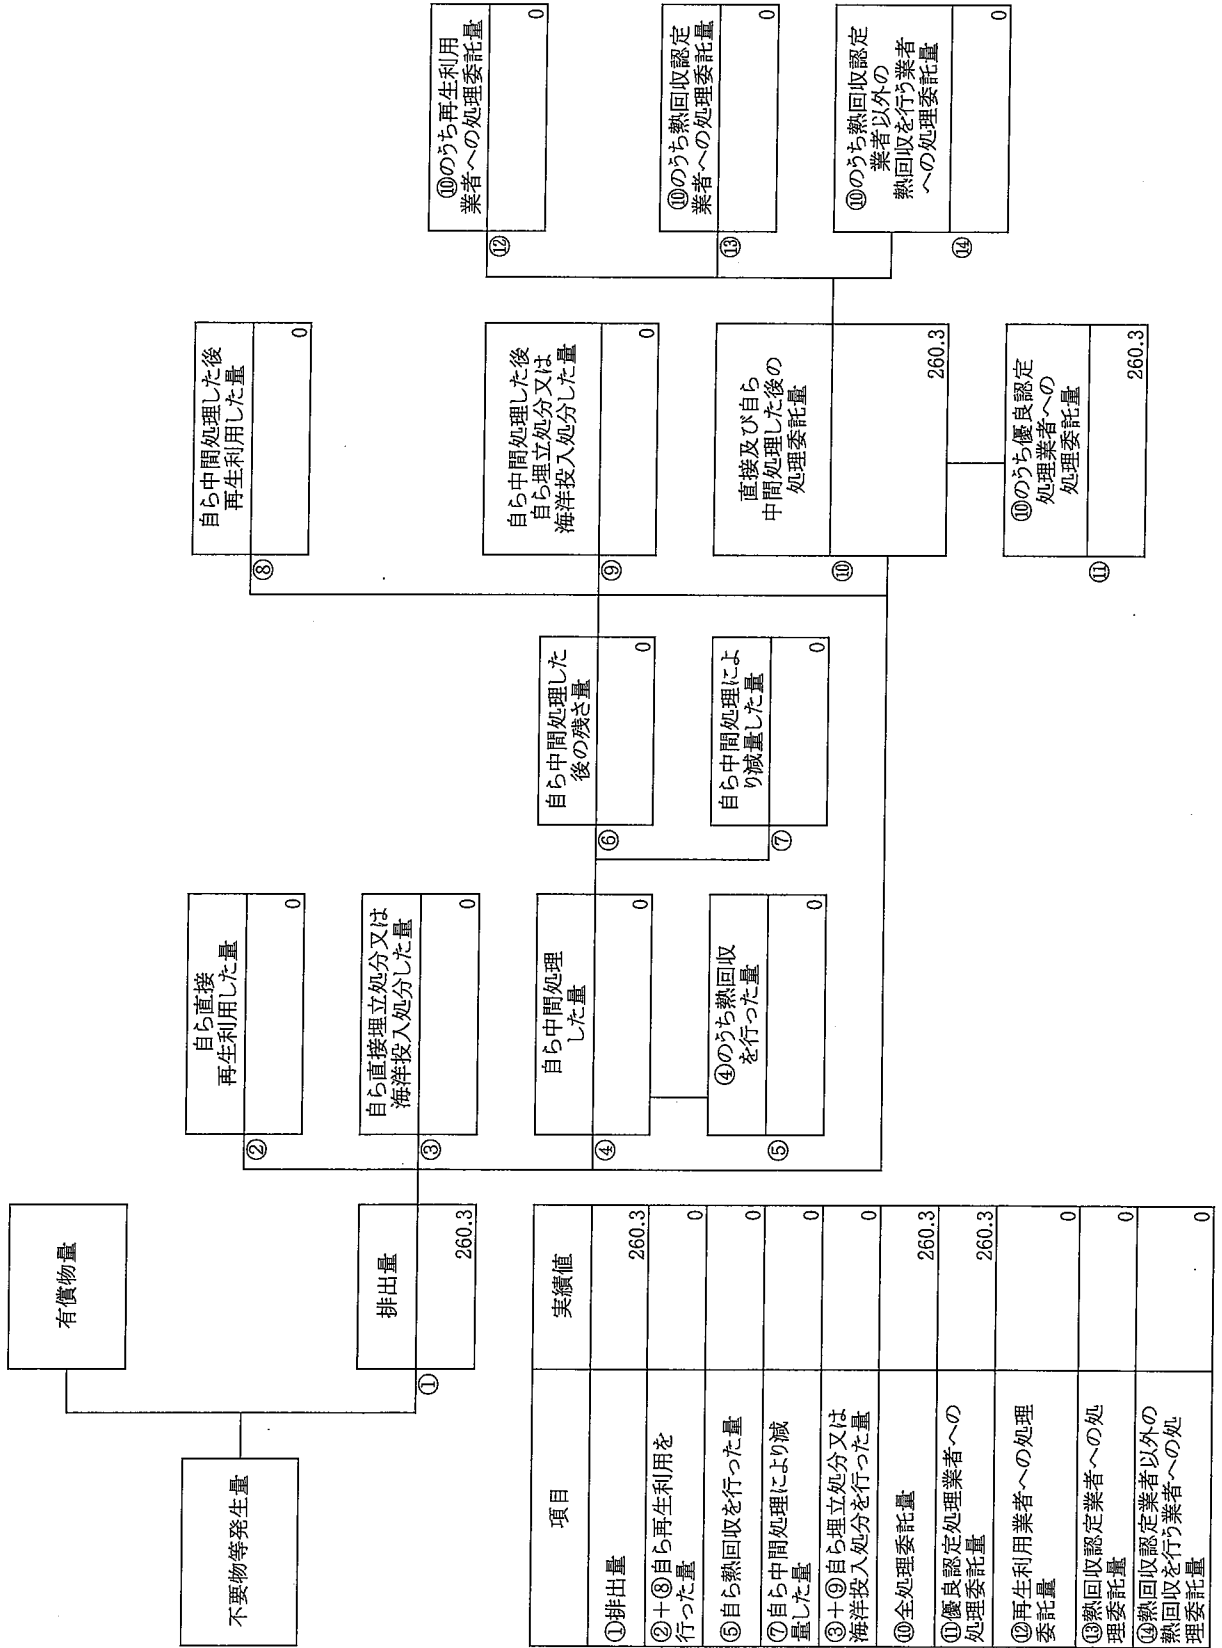 不要物等発生量
有償物量
①
排出量
260.3
②
自ら直接
再生利用した量
0
③
自ら直接埋立処分又は
海洋投入処分した量
0
④
自ら中間処理
した量
0
⑤
④のうち熱回収
を行った量
0
⑥
自ら中間処理した
後の残さ量
0
⑦
自ら中間処理によ
り減量した量
0
⑧
自ら中間処理した後
再生利用した量
0
⑨
自ら中間処理した後
自ら埋立処分又は
海洋投入処分した量
0
⑩
直接及び自ら
中間処理した後の
処理委託量
260.3
⑪
⑩のうち優良認定
処理業者への
処理委託量
260.3
⑫
⑩のうち再生利用
業者への処理委託量
0
⑬
⑩のうち熱回収認定
業者への処理委託量
0
⑭
⑩のうち熱回収認定
業者以外の
熱回収を行う業者
への処理委託量
0
項目 実績値
①排出量 260.3
②＋⑧自ら再生利用を
行った量 0
⑤自ら熱回収を行った量 0
⑦自ら中間処理により減
量した量 0
③＋⑨自ら埋立処分又は
海洋投入処分を行った量 0
⑩全処理委託量 260.3
⑪優良認定処理業者への
処理委託量 260.3
⑫再生利用業者への処理
委託量 0
⑬熱回収認定業者への処
理委託量 0
⑭熱回収認定業者以外の
熱回収を行う業者への処
理委託量 0